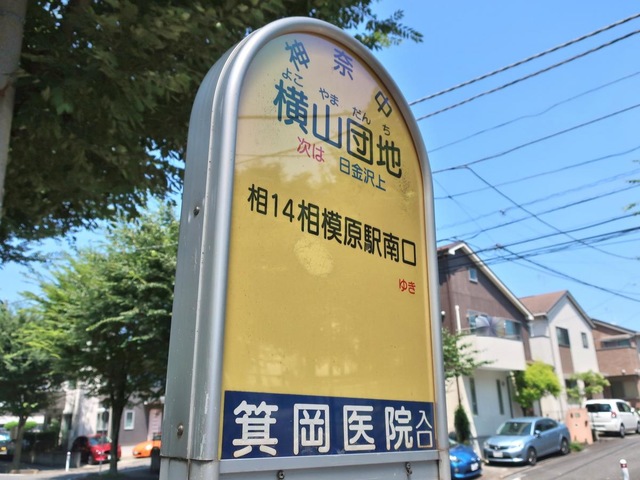 神奈中
よこ やま だん ち
横山団地
次は
日金沢上
相14相模原駅南口
ゆき
箕岡医院入口